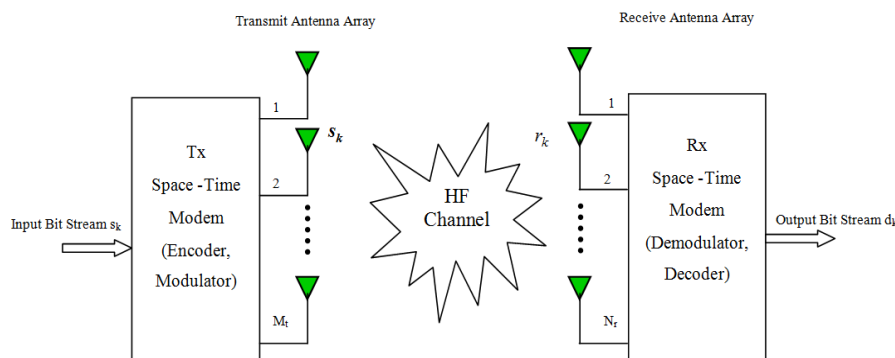 Transmit Antenna Array
Receive Antenna Array
1
2
M_t
s_k
Tx
Space -Time
Modem
(Encoder,
Modulator)
Input Bit Stream s_k
HF
Channel
r_k
1
2
N_r
Rx
Space -Time
Modem
(Demodulator,
Decoder)
Output Bit Stream d_k